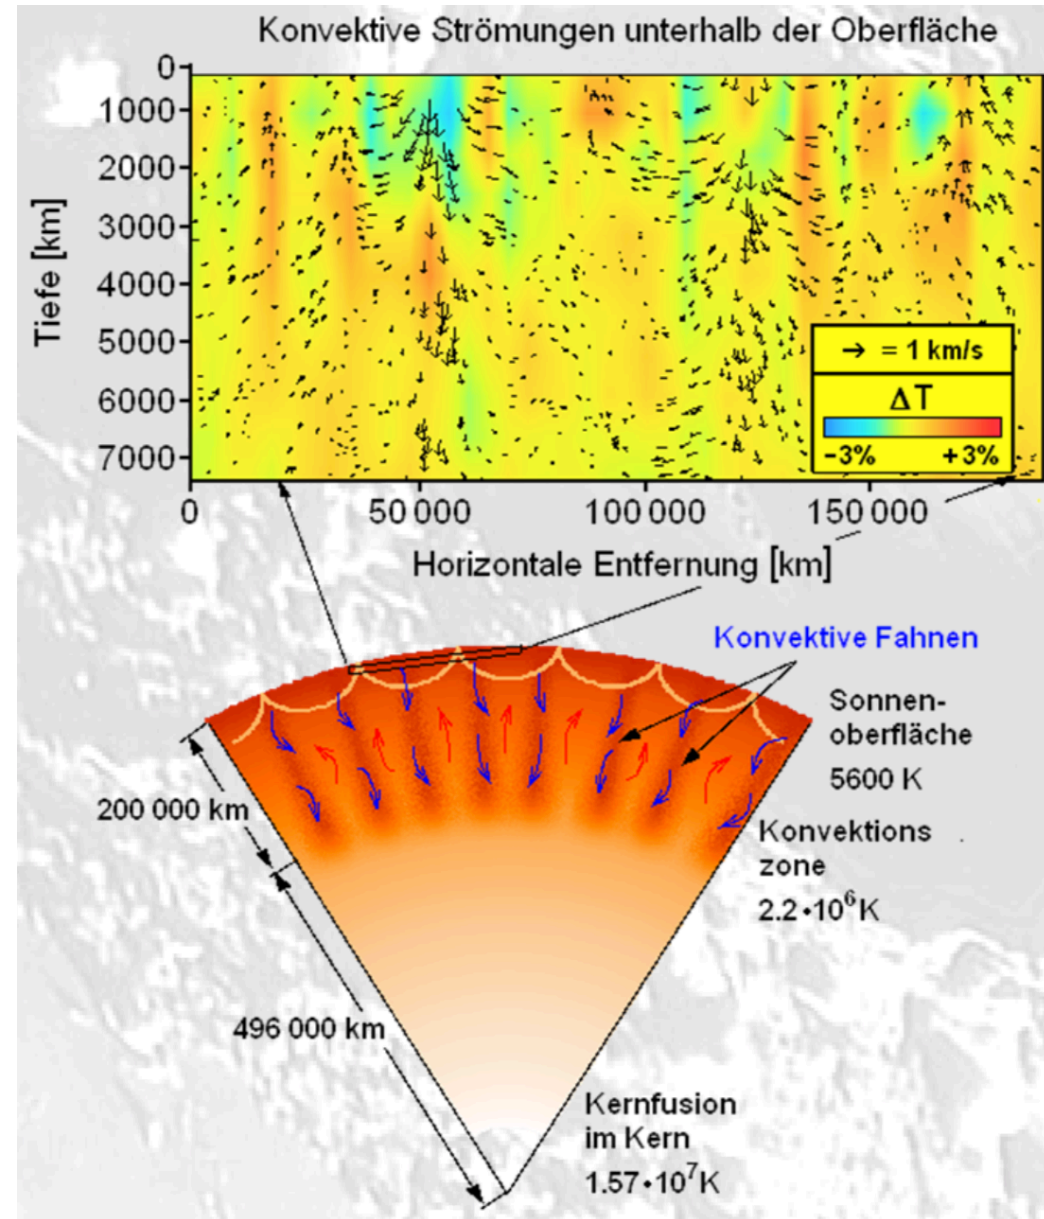 Konvektive Strömungen unterhalb der Oberfläche
Tiefe [km]
0
1000
2000
3000
4000
5000
6000
7000
→ = 1 km/s
ΔT
-3% +3%
0 50 000 100 000 150 000
Horizontale Entfernung [km]
Konvektive Fahnen
Sonnen-
oberfläche
5600 K
200 000 km
Konvektions
zone
2.2•10⁶K
496 000 km
Kernfusion
im Kern
1.57•10⁷K